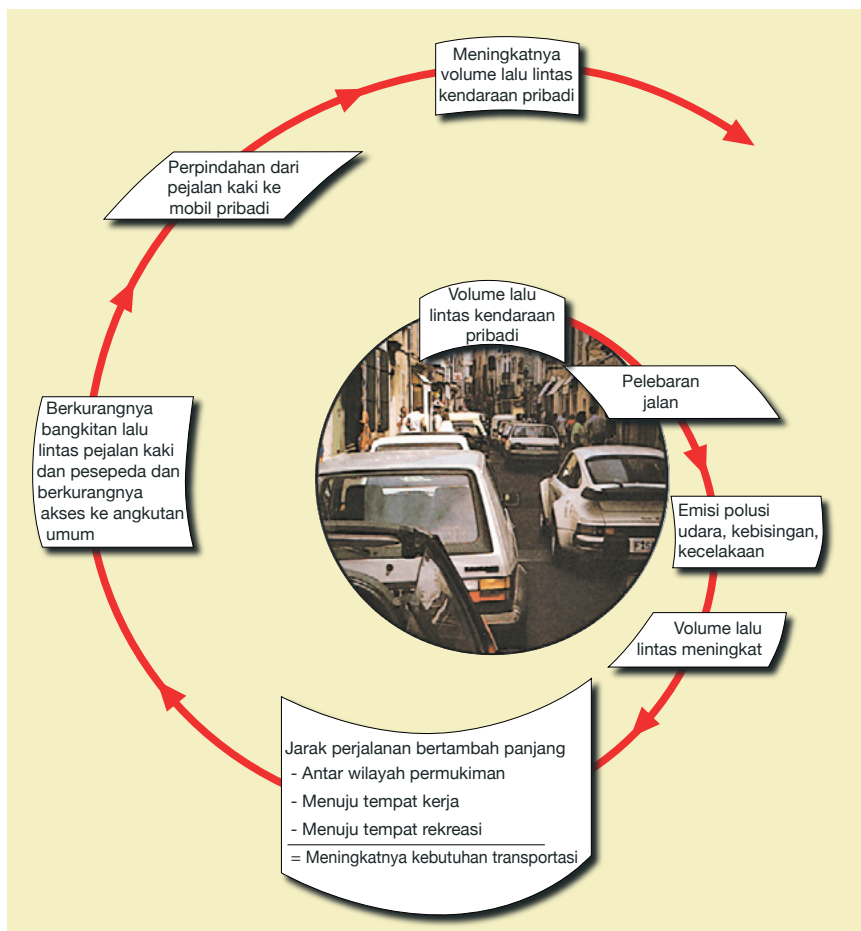 Meningkatnya
volume lalu lintas
kendaraan pribadi
Perpindahan dari
pejalan kaki ke
mobil pribadi
Volume lalu
lintas kendaraan
pribadi
Pelebaran
jalan
Berkurangnya
bangkitan lalu
lintas pejalan kaki
dan pesepeda dan
berkurangnya
akses ke angkutan
umum
Emisi polusi
udara, kebisingan,
kecelakaan
Volume lalu
lintas meningkat
Jarak perjalanan bertambah panjang
- Antar wilayah permukiman
- Menuju tempat kerja
- Menuju tempat rekreasi
= Meningkatnya kebutuhan transportasi